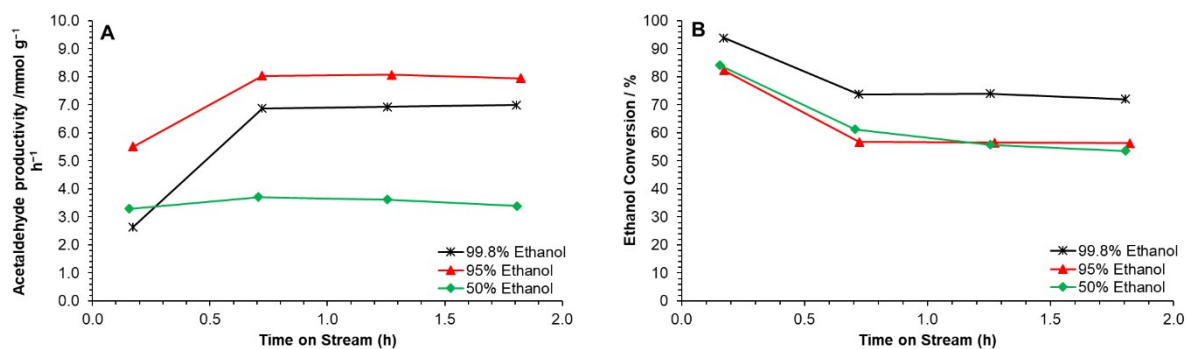 A
Acetaldehyde productivity /mmol g⁻¹
h⁻¹
10.0
9.0
8.0
7.0
6.0
5.0
4.0
3.0
2.0
1.0
0.0
0.0 0.5 1.0 1.5 2.0
Time on Stream (h)
99.8% Ethanol
95% Ethanol
50% Ethanol
B
Ethanol Conversion / %
100
90
80
70
60
50
40
30
20
10
0
0.0 0.5 1.0 1.5 2.0
Time on Stream (h)
99.8% Ethanol
95% Ethanol
50% Ethanol